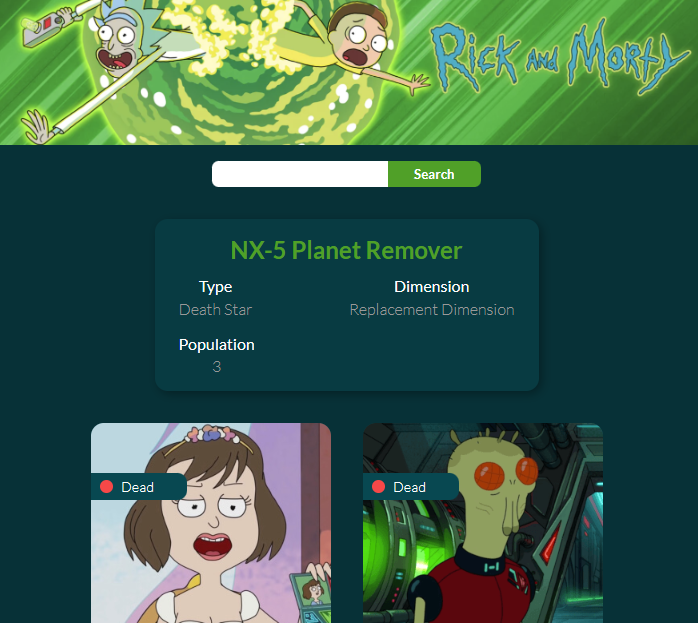 Rick and Morty
Search
NX-5 Planet Remover
Type
Dimension
Death Star
Replacement Dimension
Population
3
Dead
Dead